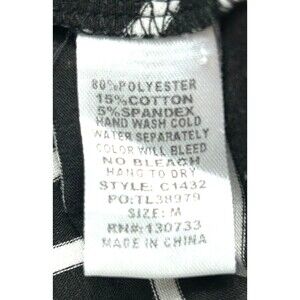 80%POLYESTER
15%COTTON
5%SPANDEX
HAND WASH COLD
WATER SEPARATELY
COLOR WILL BLEED
NO BLEACH
HANG TO DRY
STYLE: C1432
PO:TL38979
SIZE: M
RN#:130733
MADE IN CHINA